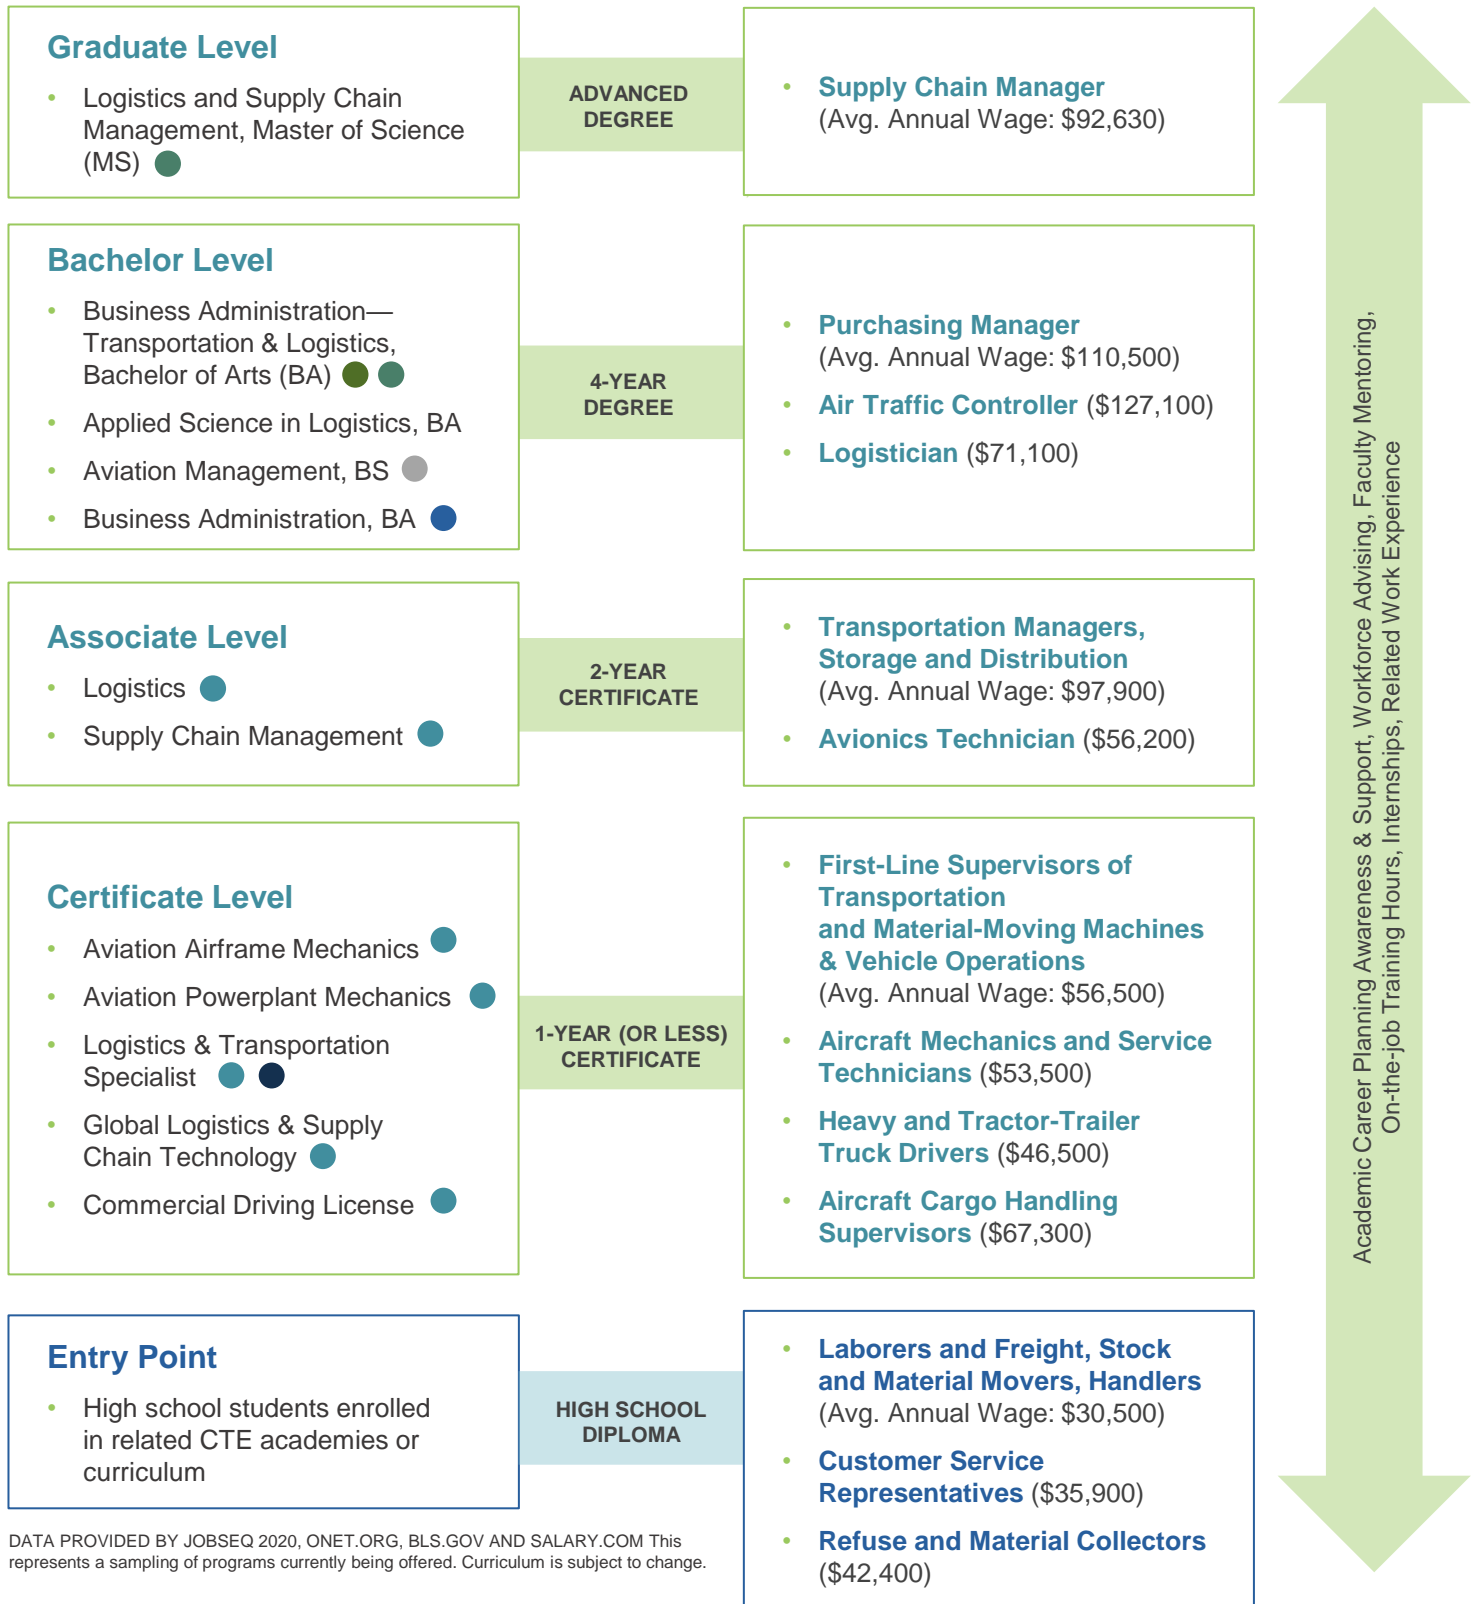 Graduate Level
• Logistics and Supply Chain
Management, Master of Science
(MS)
ADVANCED
DEGREE
• Supply Chain Manager
(Avg. Annual Wage: $92,630)
Bachelor Level
• Business Administration—
Transportation & Logistics,
Bachelor of Arts (BA)
• Applied Science in Logistics, BA
• Aviation Management, BS
• Business Administration, BA
4-YEAR
DEGREE
• Purchasing Manager
(Avg. Annual Wage: $110,500)
• Air Traffic Controller ($127,100)
• Logistician ($71,100)
Associate Level
• Logistics
• Supply Chain Management
2-YEAR
CERTIFICATE
• Transportation Managers,
Storage and Distribution
(Avg. Annual Wage: $97,900)
• Avionics Technician ($56,200)
Certificate Level
• Aviation Airframe Mechanics
• Aviation Powerplant Mechanics
• Logistics & Transportation
Specialist
• Global Logistics & Supply
Chain Technology
• Commercial Driving License
1-YEAR (OR LESS)
CERTIFICATE
• First-Line Supervisors of
Transportation
and Material-Moving Machines
& Vehicle Operations
(Avg. Annual Wage: $56,500)
• Aircraft Mechanics and Service
Technicians ($53,500)
• Heavy and Tractor-Trailer
Truck Drivers ($46,500)
• Aircraft Cargo Handling
Supervisors ($67,300)
Entry Point
• High school students enrolled
in related CTE academies or
curriculum
HIGH SCHOOL
DIPLOMA
• Laborers and Freight, Stock
and Material Movers, Handlers
(Avg. Annual Wage: $30,500)
• Customer Service
Representatives ($35,900)
• Refuse and Material Collectors
($42,400)
Academic Career Planning Awareness & Support, Workforce Advising, Faculty Mentoring,
On-the-job Training Hours, Internships, Related Work Experience
DATA PROVIDED BY JOBSEQ 2020, ONET.ORG, BLS.GOV AND SALARY.COM This
represents a sampling of programs currently being offered. Curriculum is subject to change.